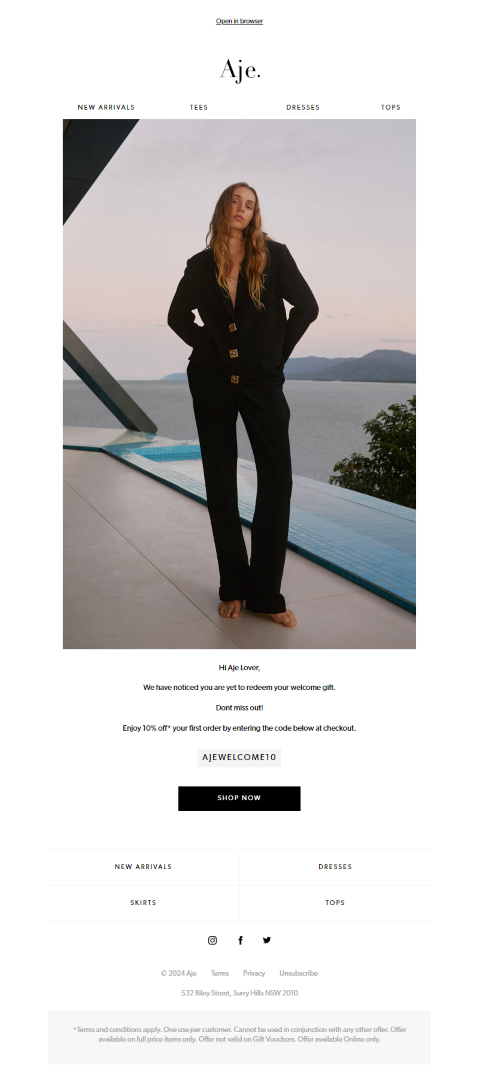 Open in browser
Aje.
NEW ARRIVALS TEES DRESSES TOPS
Hi Aje Lover,
We have noticed you are yet to redeem your welcome gift.
Dont miss out!
Enjoy 10% off* your first order by entering the code below at checkout.
AJEWELCOME10
SHOP NOW
NEW ARRIVALS DRESSES
SKIRTS TOPS
© 2024 Aje Terms Privacy Unsubscribe
532 Riley Street, Surry Hills NSW 2010
*Terms and conditions apply. One use per customer. Cannot be used in conjunction with any other offer. Offer
available on full price items only. Offer not valid on Gift Vouchers. Offer available Online only.